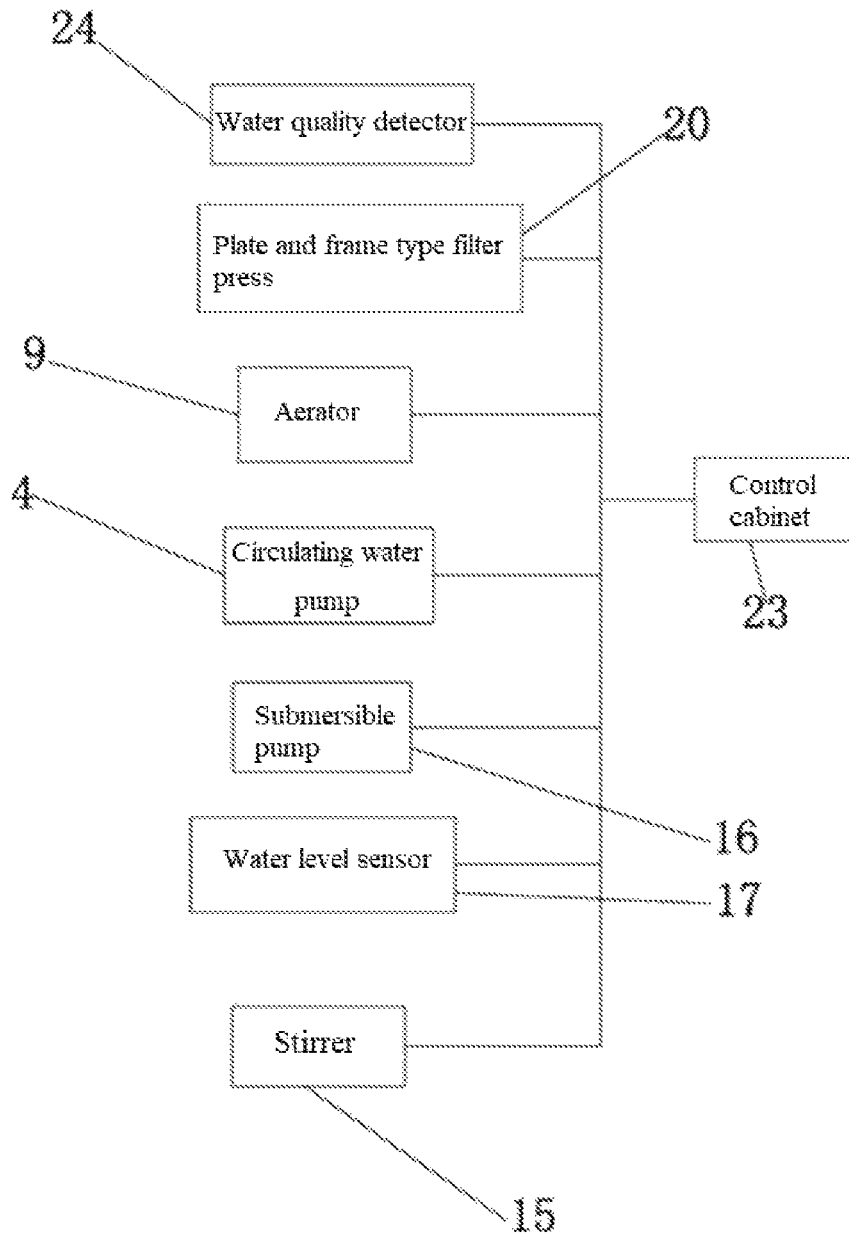 24
Water quality detector
20
Plate and frame type filter
press
9
Aerator
4
Control
cabinet
23
Circulating water
pump
Submersible
pump
16
Water level sensor
17
Stirrer
15